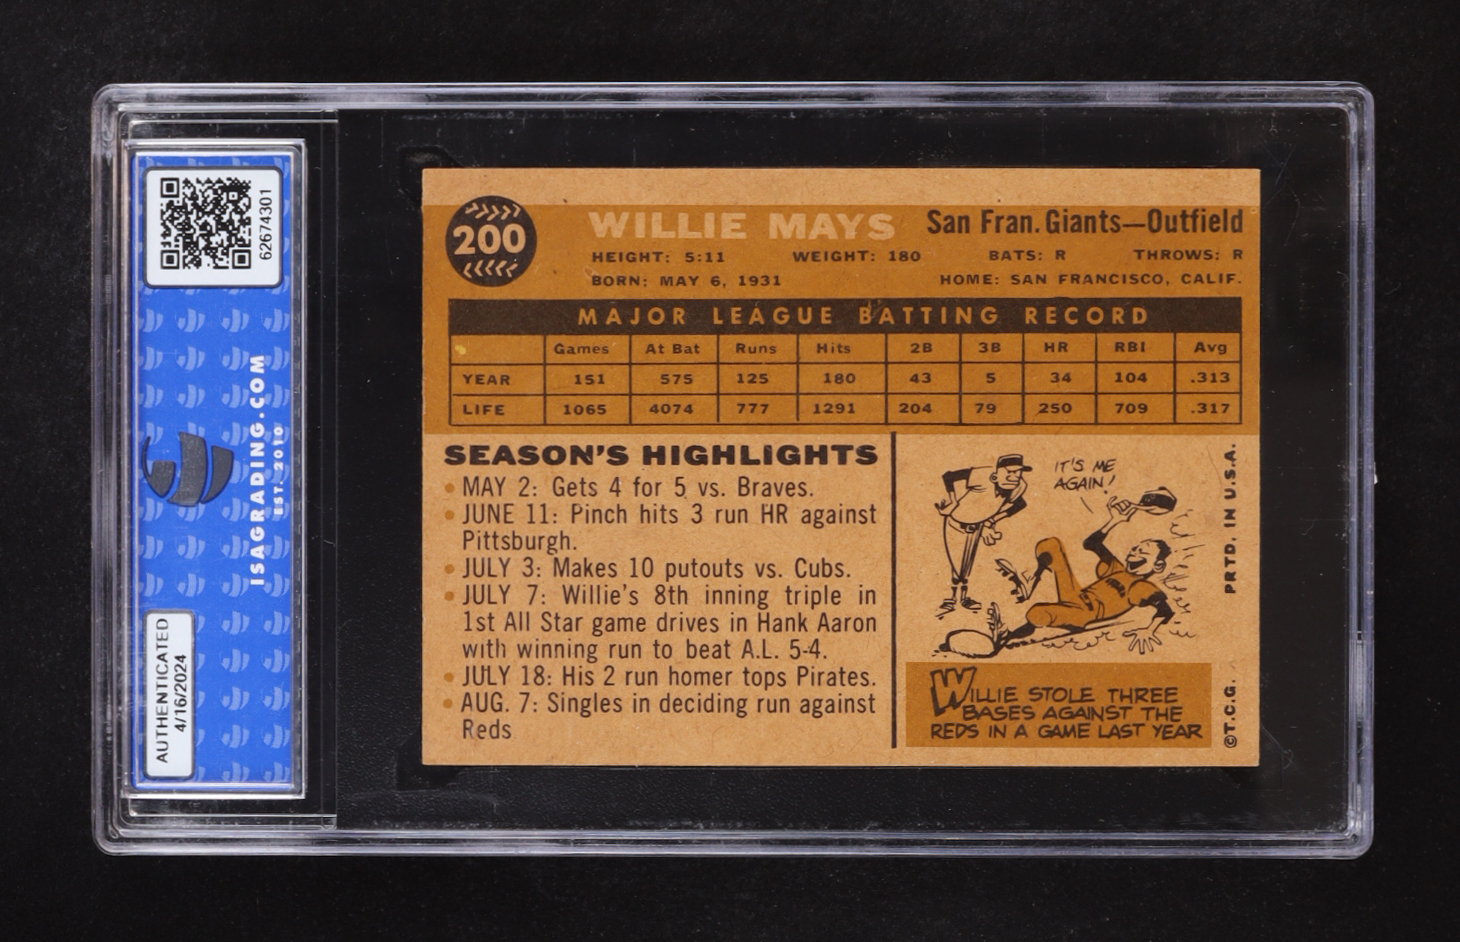 62674301
ISAGRADING.COM
EST. 2010
AUTHENTICATED
4/16/2024
200
WILLIE MAYS
San Fran. Giants—Outfield
HEIGHT: 5:11 WEIGHT: 180 BATS: R THROWS: R
BORN: MAY 6, 1931 HOME: SAN FRANCISCO, CALIF.
MAJOR LEAGUE BATTING RECORD
Games At Bat Runs Hits 2B 3B HR RBI Avg
YEAR 151 575 125 180 43 5 34 104 .313
LIFE 1065 4074 777 1291 204 79 250 709 .317
SEASON'S HIGHLIGHTS
• MAY 2: Gets 4 for 5 vs. Braves.
• JUNE 11: Pinch hits 3 run HR against
Pittsburgh.
• JULY 3: Makes 10 putouts vs. Cubs.
• JULY 7: Willie's 8th inning triple in
1st All Star game drives in Hank Aaron
with winning run to beat A.L. 5-4.
• JULY 18: His 2 run homer tops Pirates.
• AUG. 7: Singles in deciding run against
Reds
IT'S ME
AGAIN!
WILLIE STOLE THREE
BASES AGAINST THE
REDS IN A GAME LAST YEAR
©T.C.G. PRTD. IN U.S.A.